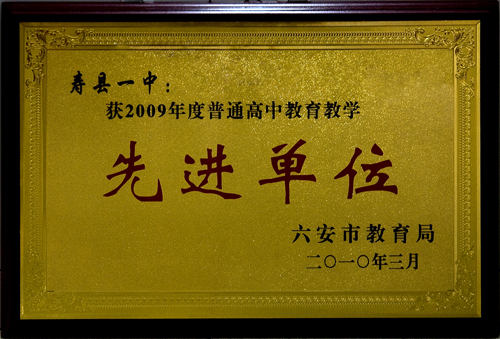 寿县一中：
获2009年度普通高中教育教学
先进单位
六安市教育局
二〇一〇年三月